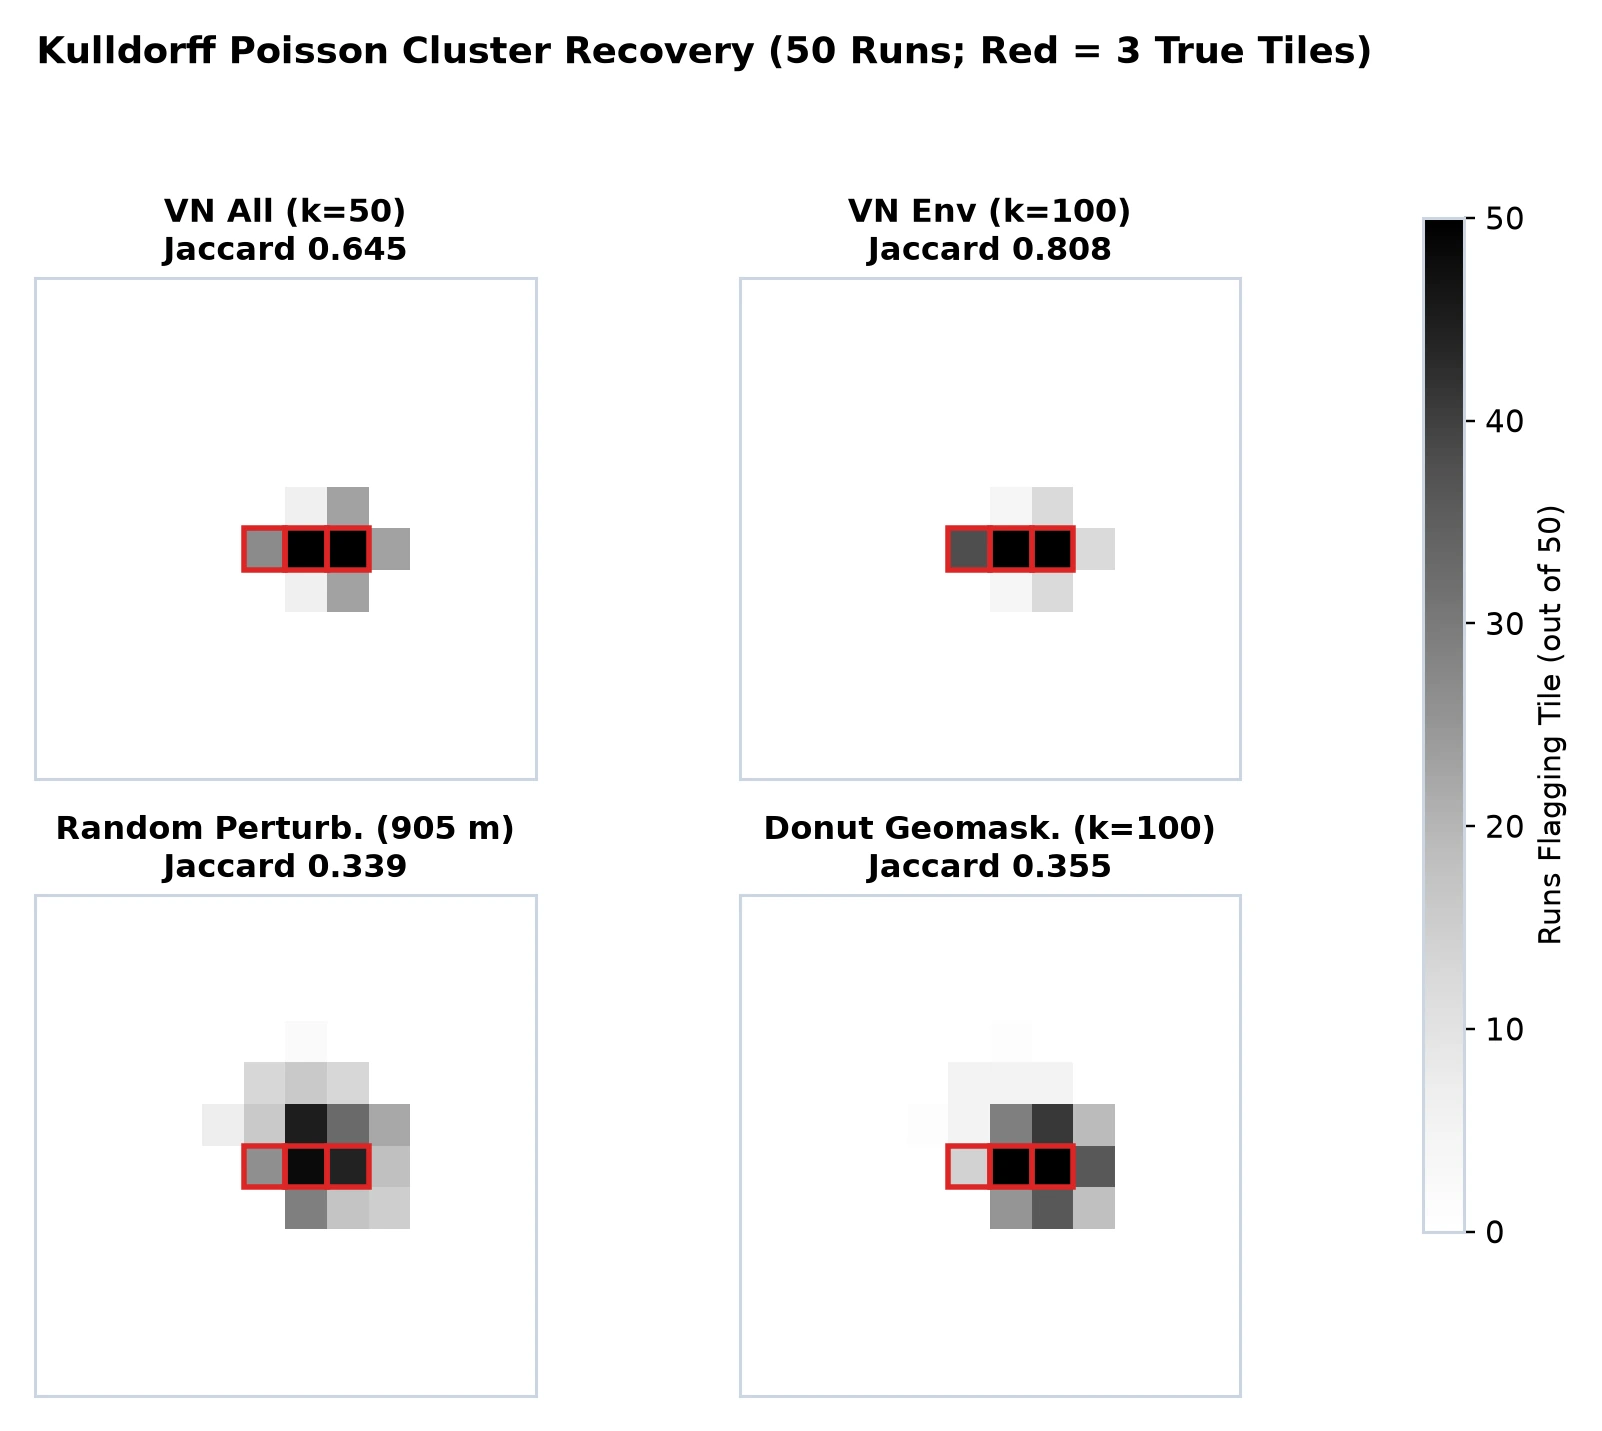 Kulldorff Poisson Cluster Recovery (50 Runs; Red = 3 True Tiles)
VN All (k=50)
Jaccard 0.645
VN Env (k=100)
Jaccard 0.808
Random Perturb. (905 m)
Jaccard 0.339
Donut Geomask. (k=100)
Jaccard 0.355
50
40
30
20
10
0
Runs Flagging Tile (out of 50)